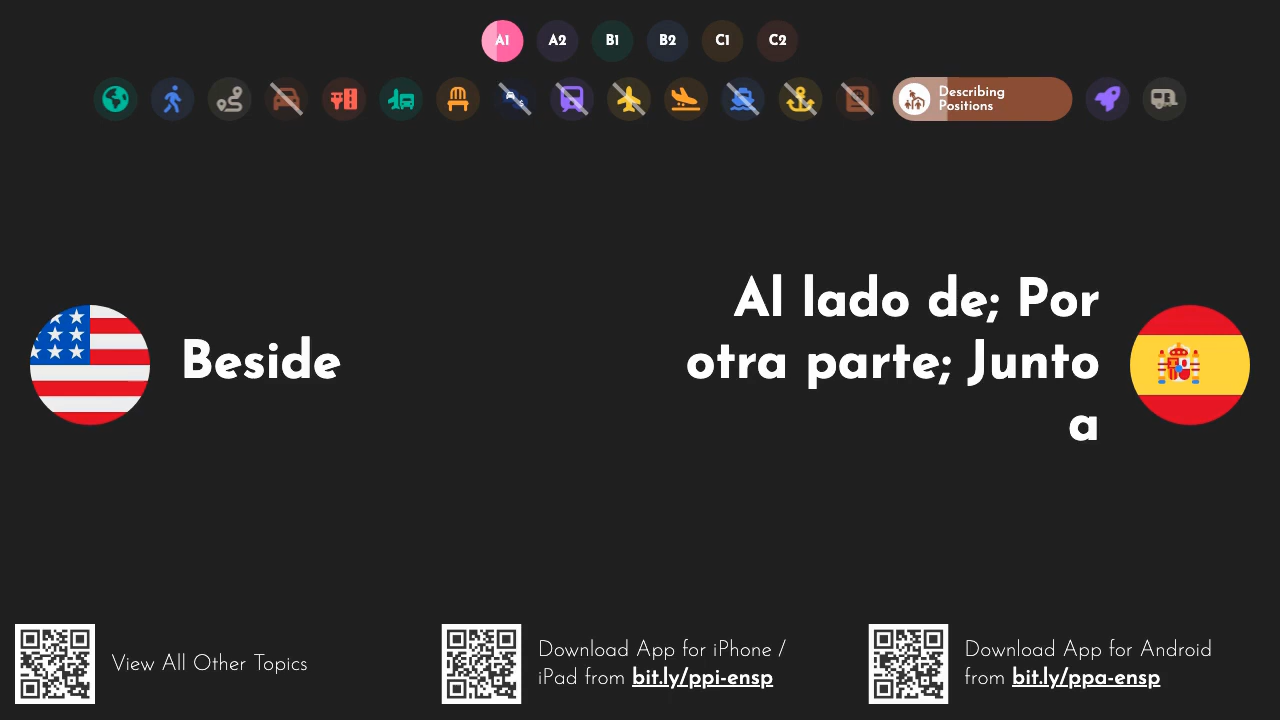 A1 A2 B1 B2 C1 C2
Describing
Positions
Beside
Al lado de; Por
otra parte; Junto
a
View All Other Topics
Download App for iPhone /
iPad from bit.ly/ppi-ensp
Download App for Android
from bit.ly/ppa-ensp